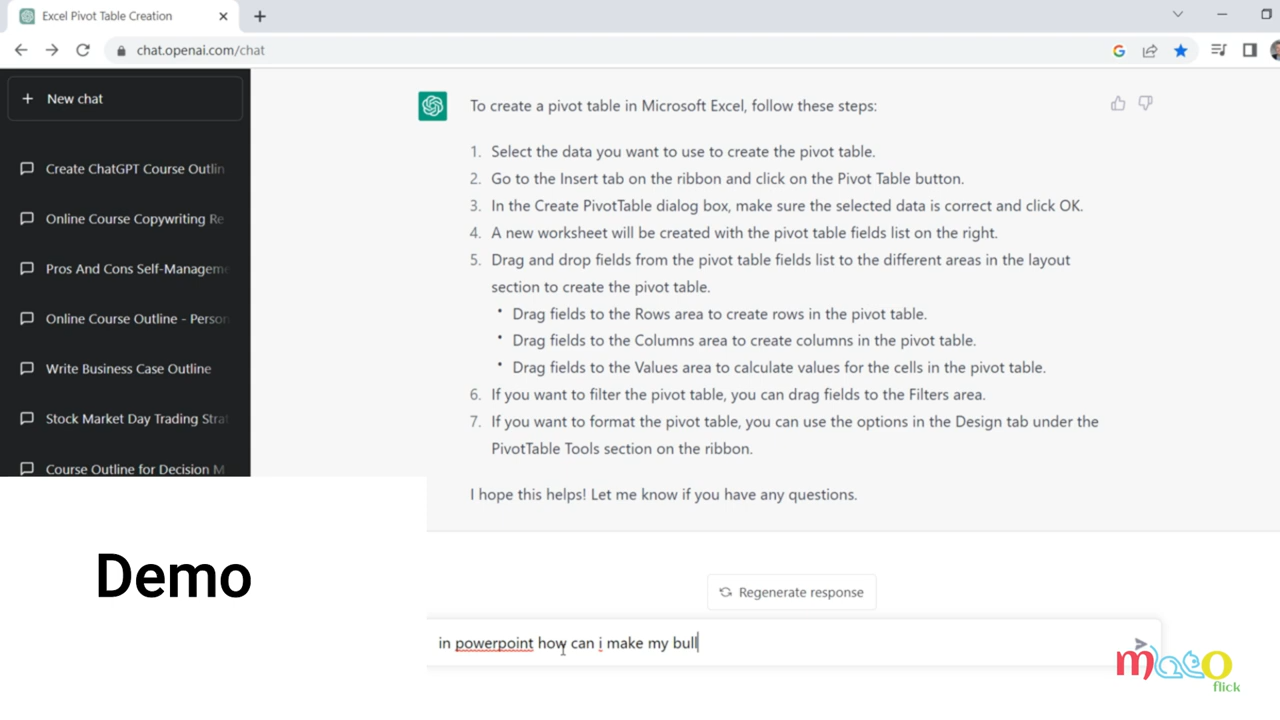 Excel Pivot Table Creation
chat.openai.com/chat
New chat
Create ChatGPT Course Outlin
Online Course Copywriting Re
Pros And Cons Self-Managem
Online Course Outline - Person
Write Business Case Outline
Stock Market Day Trading Strat
Course Outline for Decision M
To create a pivot table in Microsoft Excel, follow these steps:
1. Select the data you want to use to create the pivot table.
2. Go to the Insert tab on the ribbon and click on the Pivot Table button.
3. In the Create PivotTable dialog box, make sure the selected data is correct and click OK.
4. A new worksheet will be created with the pivot table fields list on the right.
5. Drag and drop fields from the pivot table fields list to the different areas in the layout
section to create the pivot table.
• Drag fields to the Rows area to create rows in the pivot table.
• Drag fields to the Columns area to create columns in the pivot table.
• Drag fields to the Values area to calculate values for the cells in the pivot table.
6. If you want to filter the pivot table, you can drag fields to the Filters area.
7. If you want to format the pivot table, you can use the options in the Design tab under the
PivotTable Tools section on the ribbon.
I hope this helps! Let me know if you have any questions.
Demo
Regenerate response
in powerpoint how can i make my bull
flick